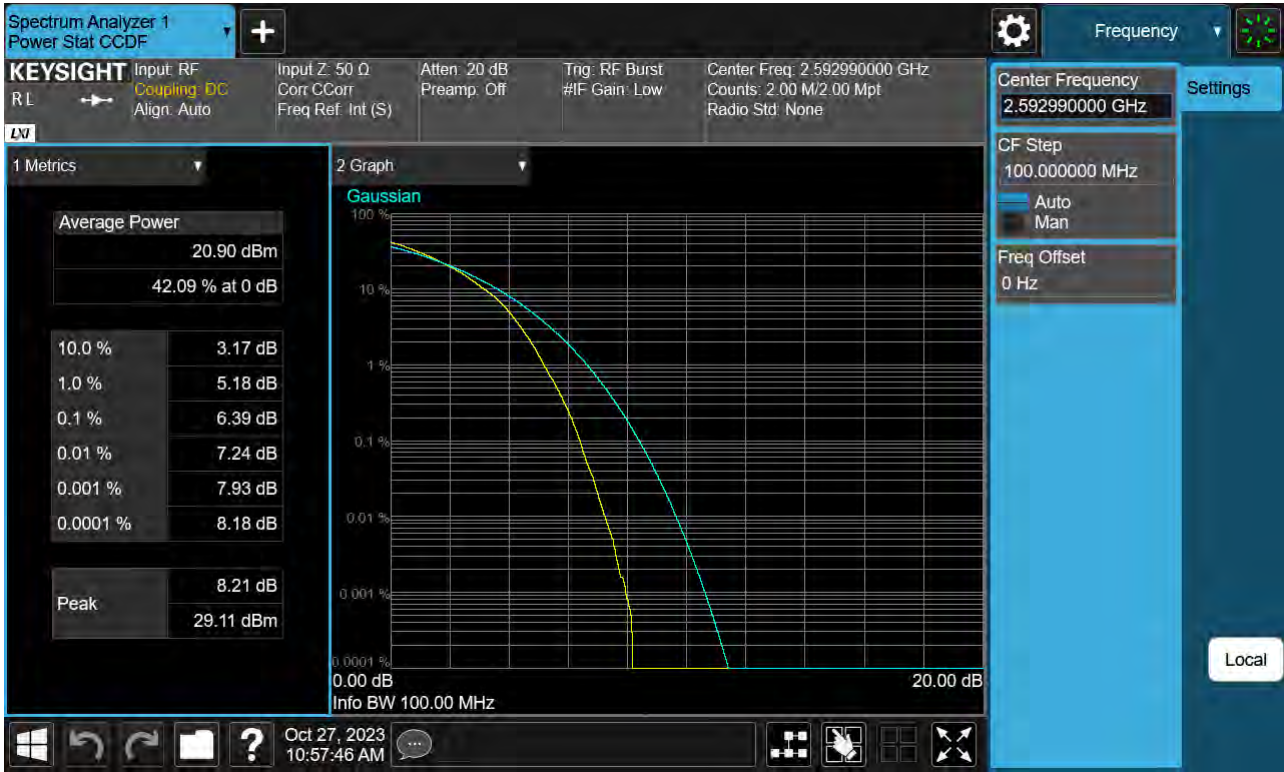 Spectrum Analyzer 1
Power Stat CCDF
+
Frequency
KEYSIGHT
RL
LXI
Input: RF
Coupling: DC
Align: Auto
Input Z: 50 Ω
Corr CCorr
Freq Ref: Int (S)
Atten: 20 dB
Preamp: Off
Trig: RF Burst
#IF Gain: Low
Center Freq: 2.592990000 GHz
Counts: 2.00 M/2.00 Mpt
Radio Std: None
Center Frequency
2.592990000 GHz
Settings
CF Step
100.000000 MHz
Auto
Man
Freq Offset
0 Hz
1 Metrics
Average Power
20.90 dBm
42.09 % at 0 dB
10.0 % 3.17 dB
1.0 % 5.18 dB
0.1 % 6.39 dB
0.01 % 7.24 dB
0.001 % 7.93 dB
0.0001 % 8.18 dB
Peak
8.21 dB
29.11 dBm
2 Graph
Gaussian
100 %
10 %
1 %
0.1 %
0.01 %
0.001 %
0.0001 %
0.00 dB 20.00 dB
Info BW 100.00 MHz
Local
?
Oct 27, 2023
10:57:46 AM